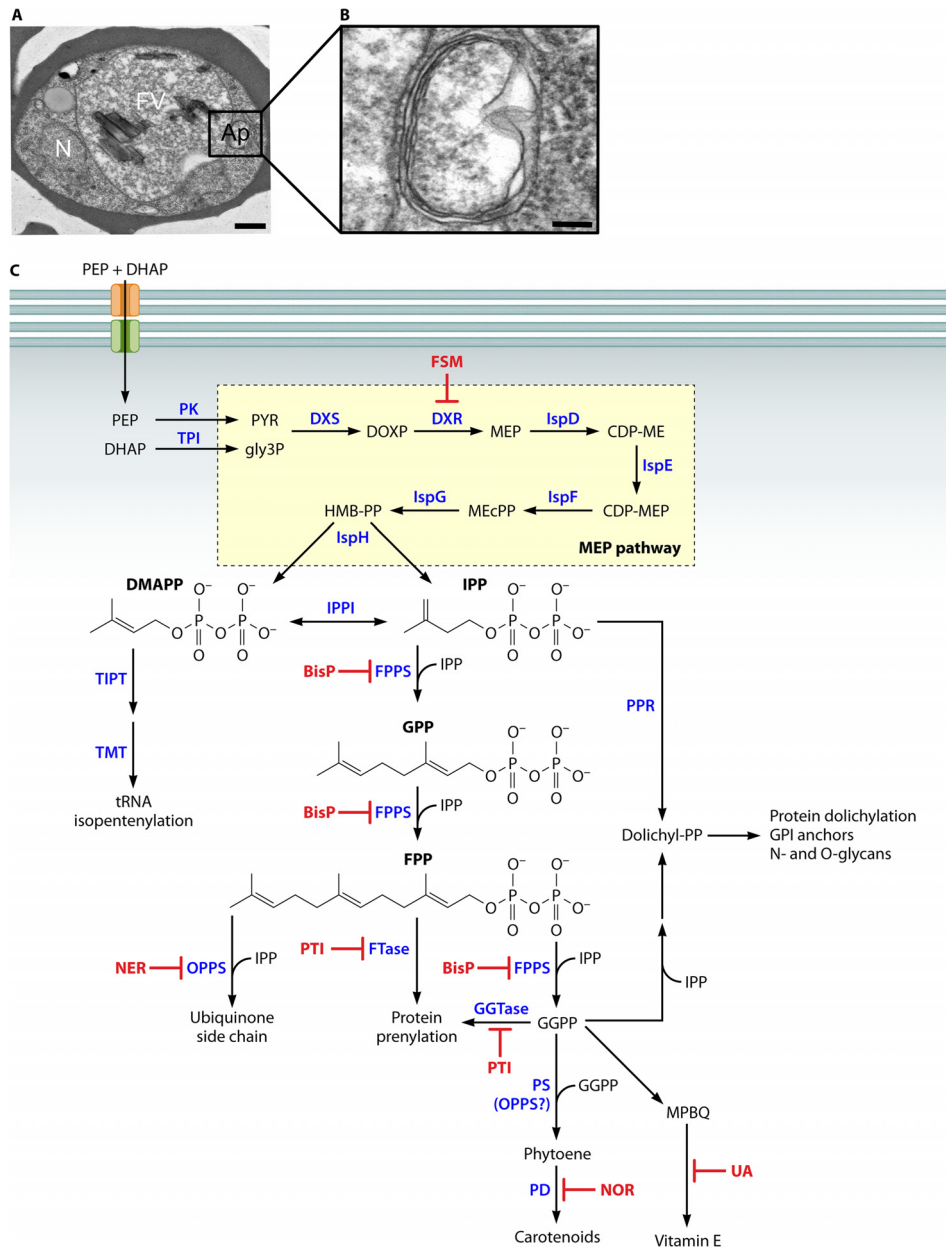 A
B
FV
N
Ap
C
PEP + DHAP
FSM
PEP
PK
PYR
DXS
DOXP
DXR
MEP
IspD
CDP-ME
DHAP
TPI
gly3P
IspE
HMB-PP
IspG
MEcPP
IspF
CDP-MEP
IspH
MEP pathway
DMAPP
IPP
O⁻ O⁻
O P O P O⁻
O O
IPPI
O⁻ O⁻
O P O P O⁻
O O
TIPT
BisP
FPPS
IPP
PPR
GPP
TMT
O⁻ O⁻
O P O P O⁻
O O
tRNA
isopentenylation
BisP
FPPS
IPP
Dolichyl-PP
Protein dolichylation
GPI anchors
N- and O-glycans
FPP
O⁻ O⁻
O P O P O⁻
O O
NER
OPPS
IPP
PTI
FTase
BisP
FPPS
IPP
IPP
Ubiquinone
side chain
Protein
prenylation
GGTase
GGPP
PTI
PS
(OPPS?)
GGPP
MPBQ
Phytoene
UA
PD
NOR
Carotenoids
Vitamin E